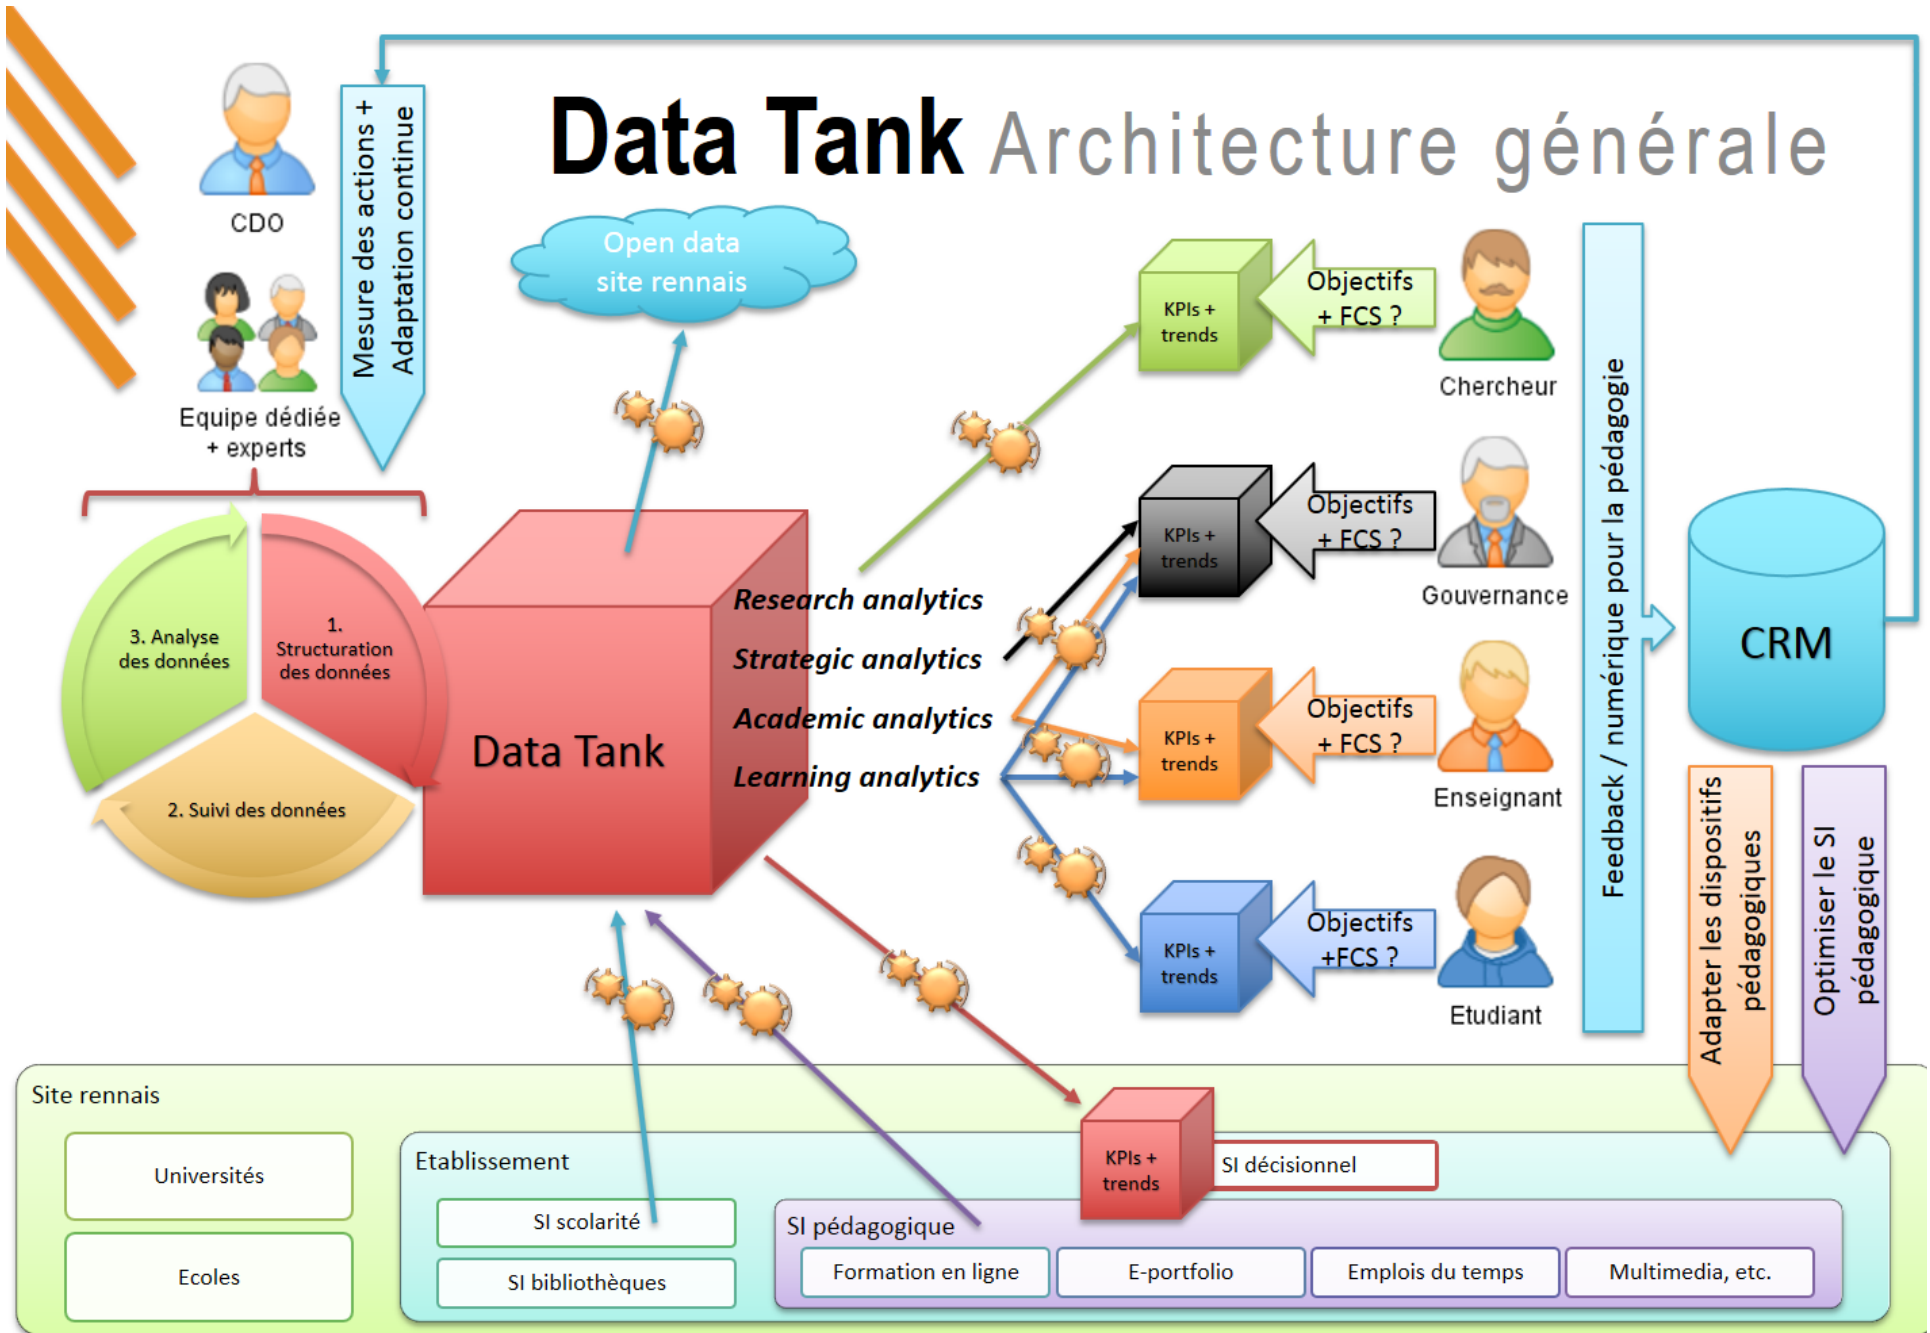 Data Tank Architecture générale
CDO
Equipe dédiée
+ experts
Mesure des actions +
Adaptation continue
Open data
site rennais
1.
Structuration
des données
2. Suivi des données
3. Analyse
des données
Data Tank
Research analytics
Strategic analytics
Academic analytics
Learning analytics
KPIs +
trends
Objectifs
+ FCS ?
Chercheur
KPIs +
trends
Objectifs
+ FCS ?
Gouvernance
KPIs +
trends
Objectifs
+ FCS ?
Enseignant
KPIs +
trends
Objectifs
+FCS ?
Etudiant
Feedback / numérique pour la pédagogie
CRM
Adapter les dispositifs
pédagogiques
Optimiser le SI
pédagogique
Site rennais
Universités
Ecoles
Etablissement
SI scolarité
SI bibliothèques
KPIs +
trends
SI décisionnel
SI pédagogique
Formation en ligne
E-portfolio
Emplois du temps
Multimedia, etc.